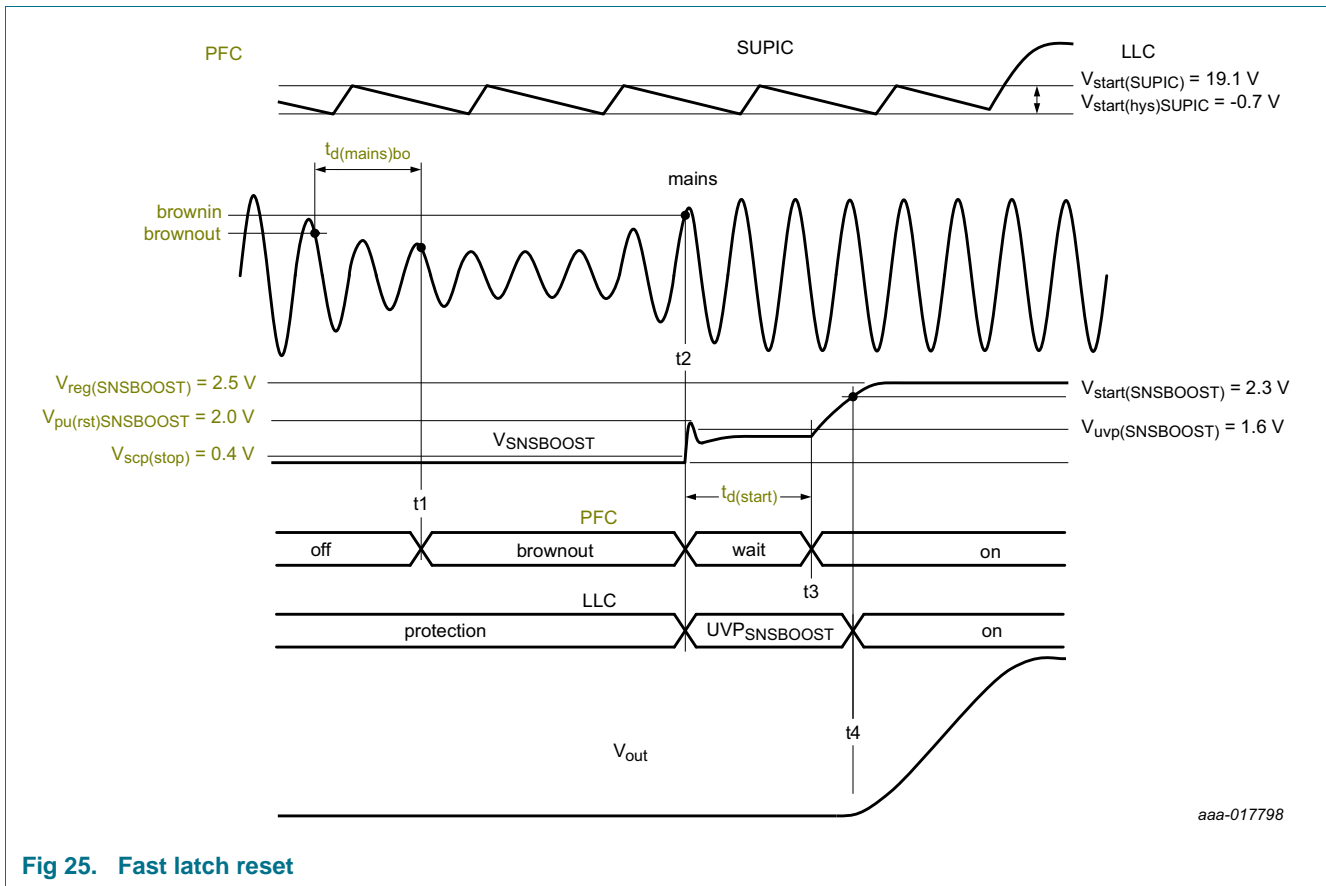 PFC
SUPIC
LLC
Vstart(SUPIC) = 19.1 V
Vstart(hys)SUPIC = -0.7 V
td(mains)bo
mains
brownin
brownout
t2
Vreg(SNSBOOST) = 2.5 V
Vstart(SNSBOOST) = 2.3 V
Vpu(rst)SNSBOOST = 2.0 V
Vuvp(SNSBOOST) = 1.6 V
VSNSBOOST
Vscp(stop) = 0.4 V
td(start)
t1
PFC
off
brownout
wait
on
t3
LLC
protection
UVPSNSBOOST
on
t4
Vout
aaa-017798
Fig 25. Fast latch reset